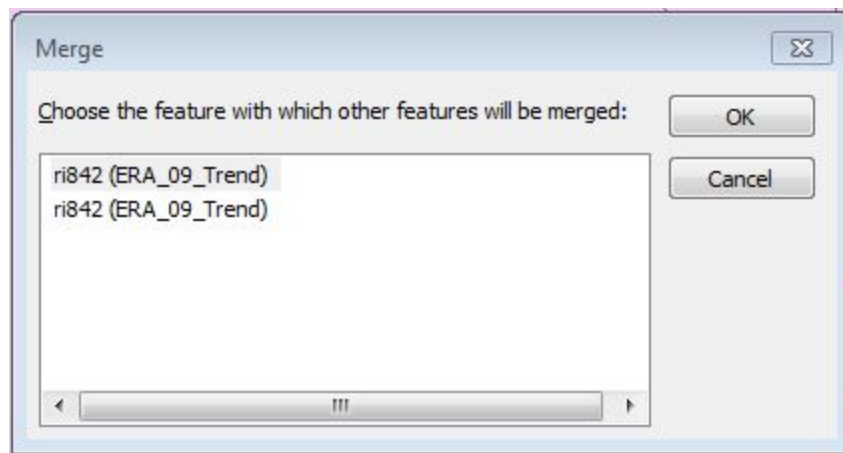 Merge
Choose the feature with which other features will be merged:
OK
ri842 (ERA_09_Trend)
Cancel
ri842 (ERA_09_Trend)